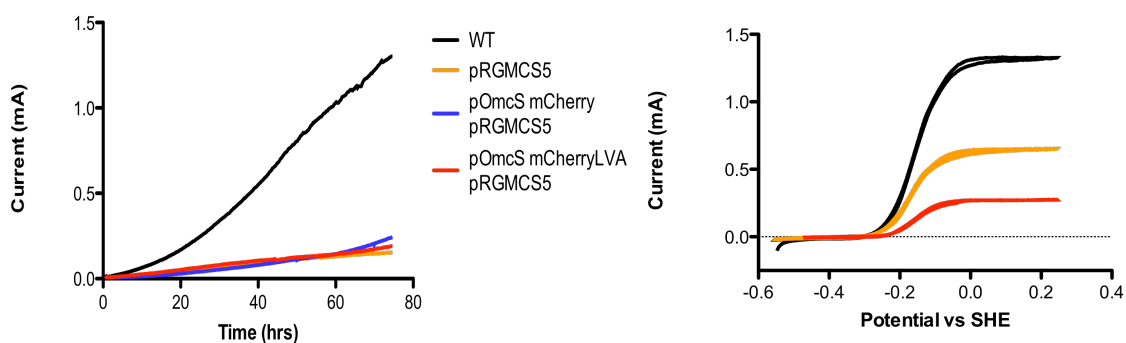 1.5
1.0
0.5
0.0
Current (mA)
0
20
40
60
80
Time (hrs)
WT
pRGMCS5
pOmcS mCherry
pRGMCS5
pOmcS mCherryLVA
pRGMCS5
1.5
1.0
0.5
0.0
Current (mA)
-0.6
-0.4
-0.2
0.0
0.2
0.4
Potential vs SHE